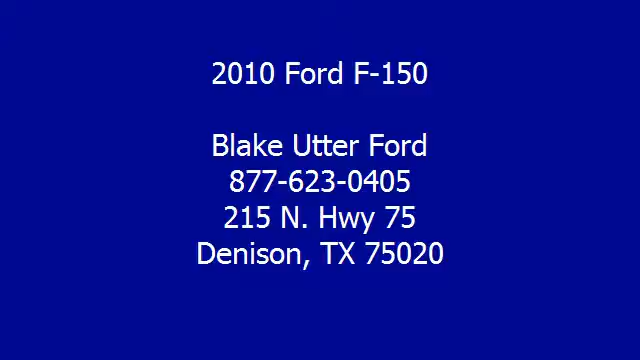 2010 Ford F-150
Blake Utter Ford
877-623-0405
215 N. Hwy 75
Denison, TX 75020